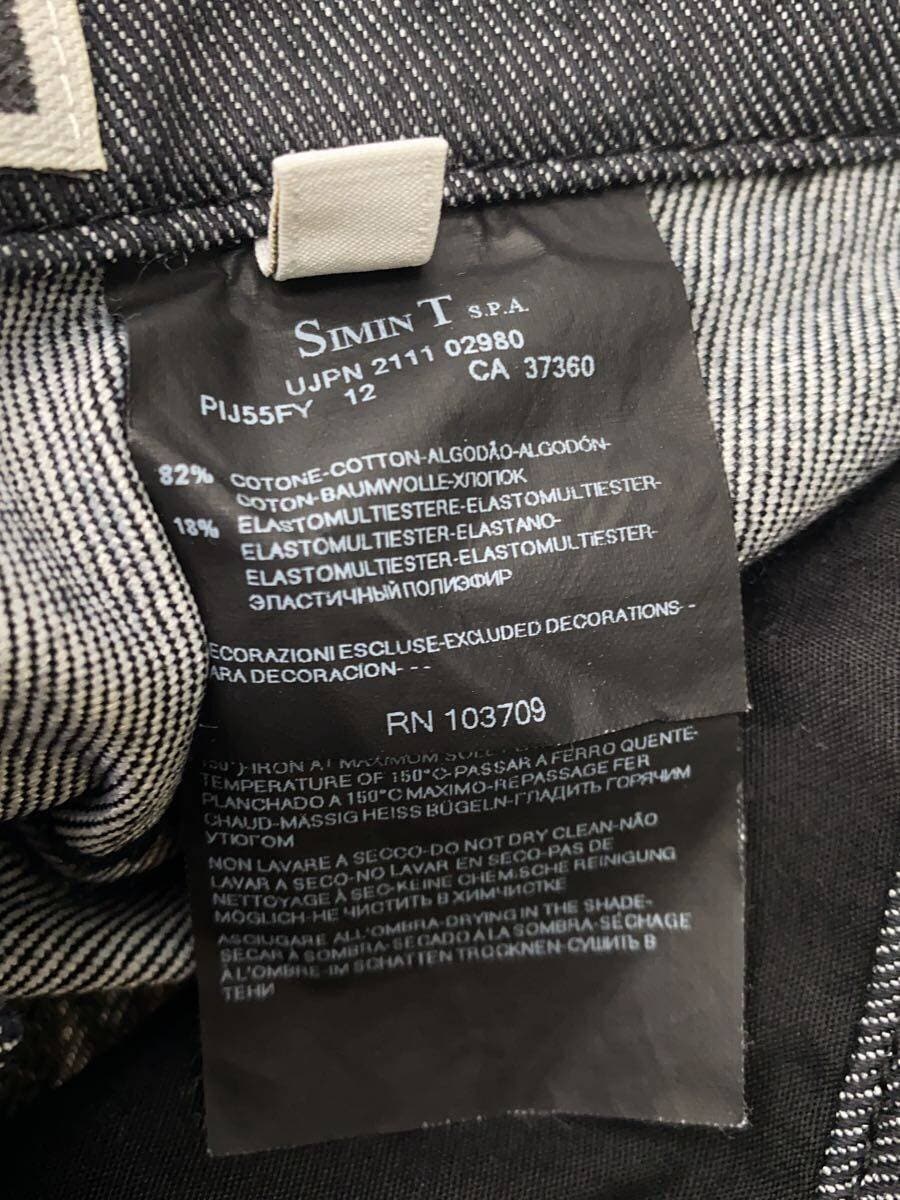 SIMIN T S.P.A.
UJPN 2111 02980
PIJ55FY 12 CA 37360
82% COTONE-COTTON-ALGODÃO-ALGODÓN-
COTON-BAUMWOLLE-ХЛОПОК
18% ELASTOMULTIESTERE-ELASTOMULTIESTER-
ELASTOMULTIESTER-ELASTANO-
ELASTOMULTIESTER-ELASTOMULTIESTER-
ЭЛАСТИЧНЫЙ ПОЛИЭФИР
ECORAZIONI ESCLUSE-EXCLUDED DECORATIONS- -
ARA DECORACION- - -
RN 103709
IRON AT MAXIMUM
TEMPERATURE OF 150°C-PASSAR A FERRO QUENTE-
PLANCHADO A 150°C MAXIMO-REPASSAGE FER
CHAUD-MÄSSIG HEISS BÜGELN-ГЛАДИТЬ ГОРЯЧИМ
УТЮГОМ
NON LAVARE A SECCO-DO NOT DRY CLEAN-NÃO
LAVAR A SECO-NO LAVAR EN SECO-PAS DE
NETTOYAGE À SEC-KEINE CHEMISCHE REINIGUNG
MÖGLICH-НЕ ЧИСТИТЬ В ХИМЧИСТКЕ
ASCIUGARE ALL'OMBRA-DRYING IN THE SHADE-
SECAR À SOMBRA-SECADO A LA SOMBRA-SÉCHAGE
À L'OMBRE-IM SCHATTEN TROCKNEN-СУШИТЬ В
ТЕНИ